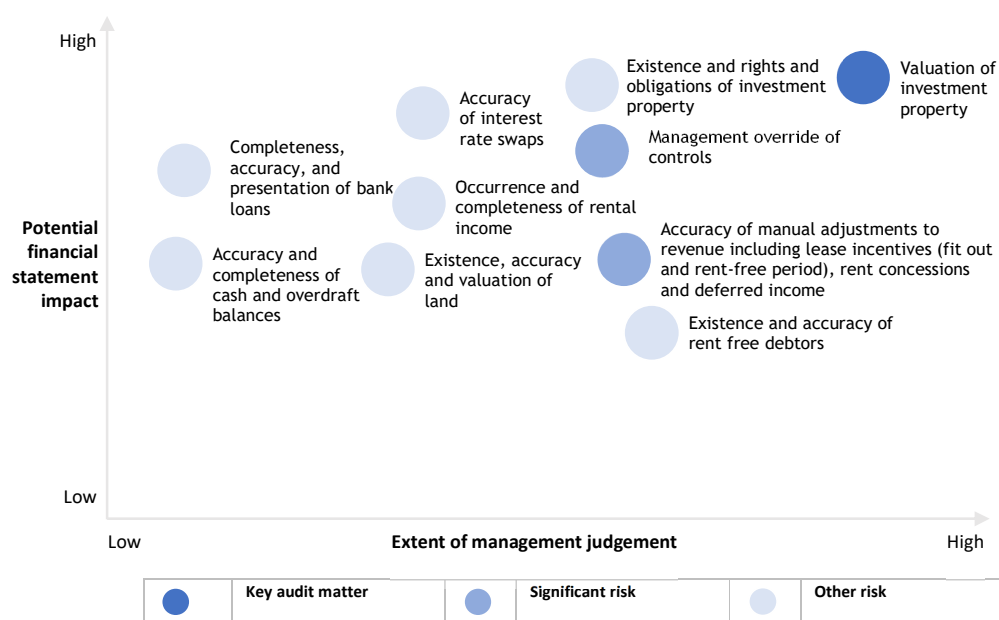 High
Existence and rights and
obligations of investment
property
Valuation of
investment
property
Accuracy
of interest
rate swaps
Management override of
controls
Completeness,
accuracy, and
presentation of bank
loans
Occurrence and
completeness of rental
income
Potential
financial
statement
impact
Accuracy of manual adjustments to
revenue including lease incentives (fit out
and rent-free period), rent concessions
and deferred income
Accuracy and
completeness of
cash and overdraft
balances
Existence, accuracy
and valuation of
land
Existence and accuracy of
rent free debtors
Low
Low
Extent of management judgement
High
Key audit matter
Significant risk
Other risk